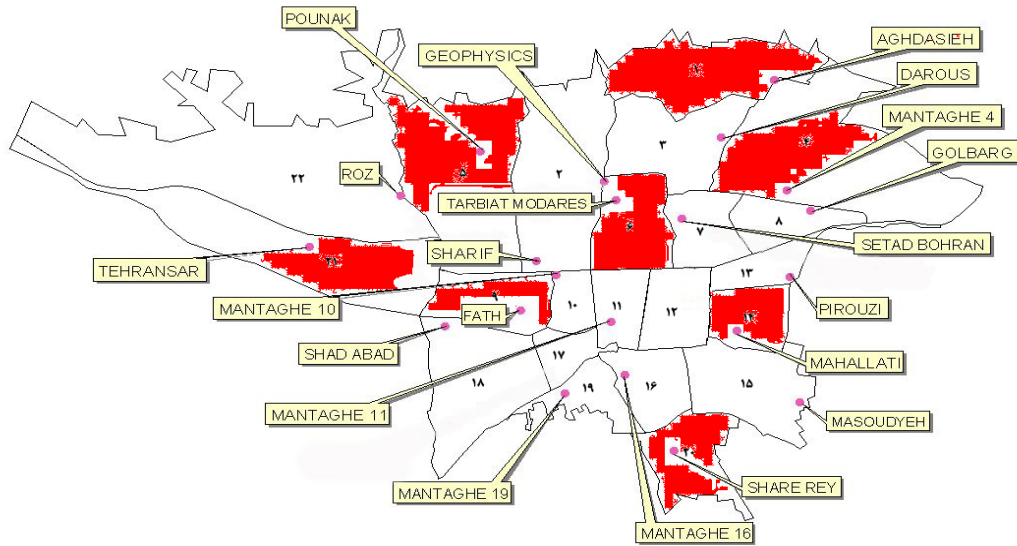 POUNAK
AGHDASIEH
GEOPHYSICS
DAROUS
MANTAGHE 4
GOLBARG
ROZ
TARBIAT MODARES
SETAD BOHRAN
SHARIF
TEHRANSAR
MANTAGHE 10
FATH
PIROUZI
SHAD ABAD
MAHALLATI
MANTAGHE 11
MASOUDYEH
MANTAGHE 19
SHARE REY
MANTAGHE 16
۳
۲
۲۲
۸
۷
۱۳
۹
۱۰
۱۱
۱۲
۱۷
۱۸
۱۹
۱۶
۱۵